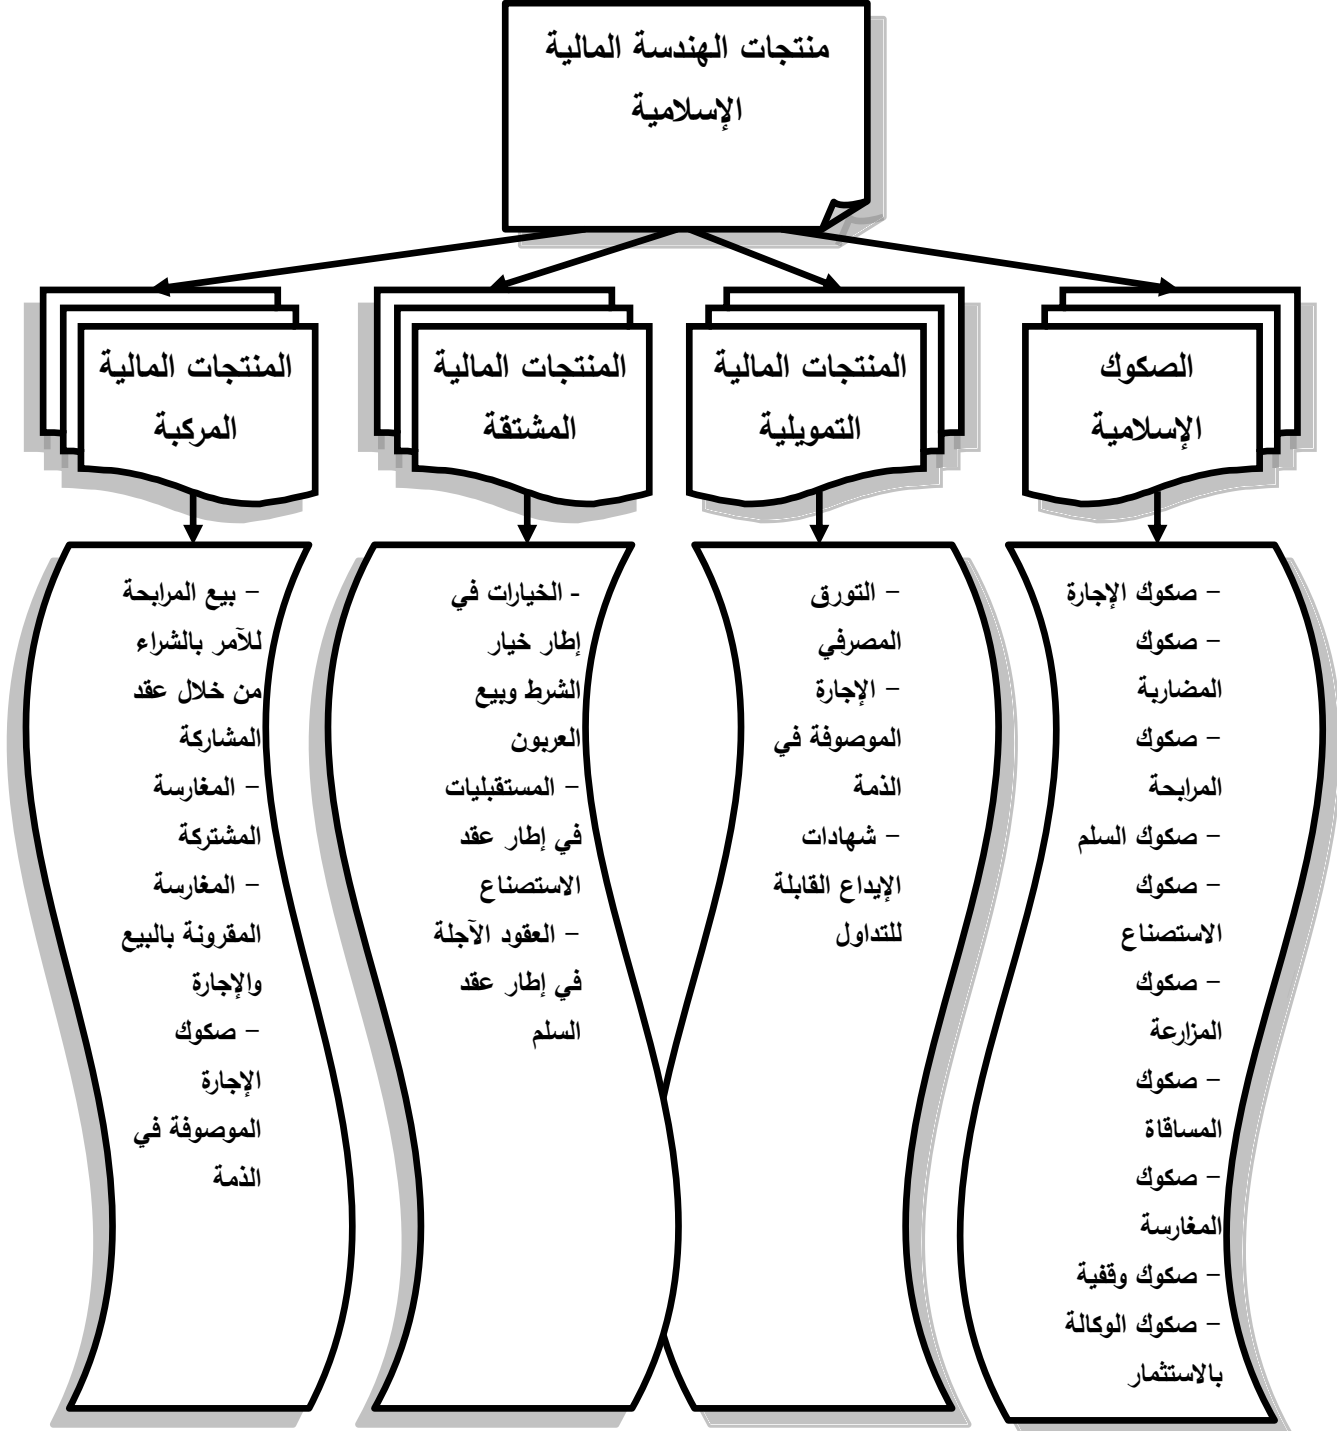 منتجات الهندسة المالية
الإسلامية
الصكوك
الإسلامية
المنتجات المالية
التمويلية
المنتجات المالية
المشتقة
المنتجات المالية
المركبة
– صكوك الإجارة
– صكوك
المضاربة
– صكوك
المرابحة
– صكوك السلم
– صكوك
الاستصناع
– صكوك
المزارعة
– صكوك
المساقاة
– صكوك
المغارسة
– صكوك وقفية
– صكوك الوكالة
بالاستثمار
– التورق
المصرفي
– الإجارة
الموصوفة في
الذمة
– شهادات
الإيداع القابلة
للتداول
- الخيارات في
إطار خيار
الشرط وبيع
العربون
– المستقبليات
في إطار عقد
الاستصناع
– العقود الآجلة
في إطار عقد
السلم
– بيع المرابحة
للآمر بالشراء
من خلال عقد
المشاركة
– المغارسة
المشتركة
– المغارسة
المقرونة بالبيع
والإجارة
– صكوك
الإجارة
الموصوفة في
الذمة